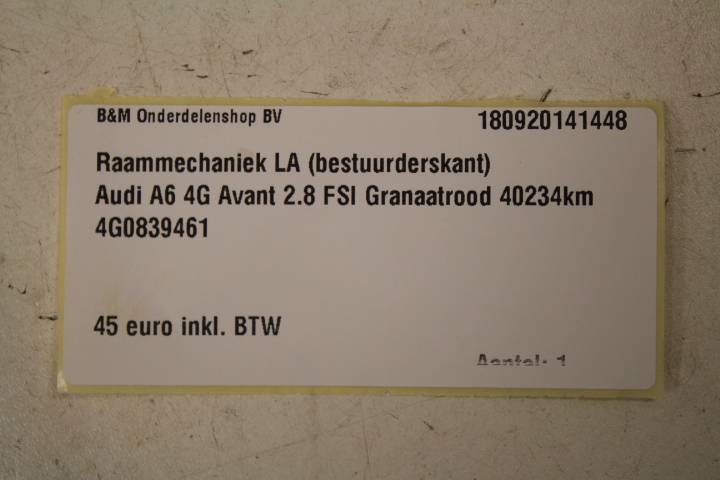 B&M Onderdelenshop BV 180920141448
Raammechaniek LA (bestuurderskant)
Audi A6 4G Avant 2.8 FSI Granaatrood 40234km
4G0839461
45 euro inkl. BTW
Aantal: 1